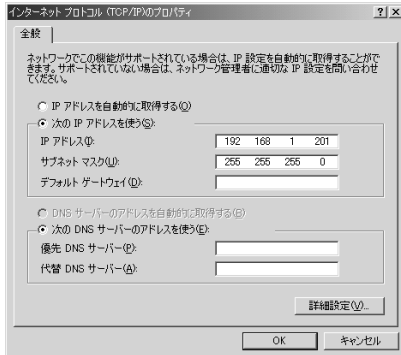 インターネット プロトコル (TCP/IP)のプロパティ
? ×
全般
ネットワークでこの機能がサポートされている場合は、IP 設定を自動的に取得することがで
きます。サポートされていない場合は、ネットワーク管理者に適切な IP 設定を問い合わせ
てください。
IP アドレスを自動的に取得する(O)
次の IP アドレスを使う(S):
IP アドレス(I): 192 168 1 201
サブネット マスク(U): 255 255 255 0
デフォルト ゲートウェイ(D):
DNS サーバーのアドレスを自動的に取得する(B)
次の DNS サーバーのアドレスを使う(E):
優先 DNS サーバー(P):
代替 DNS サーバー(A):
詳細設定(V)...
OK キャンセル